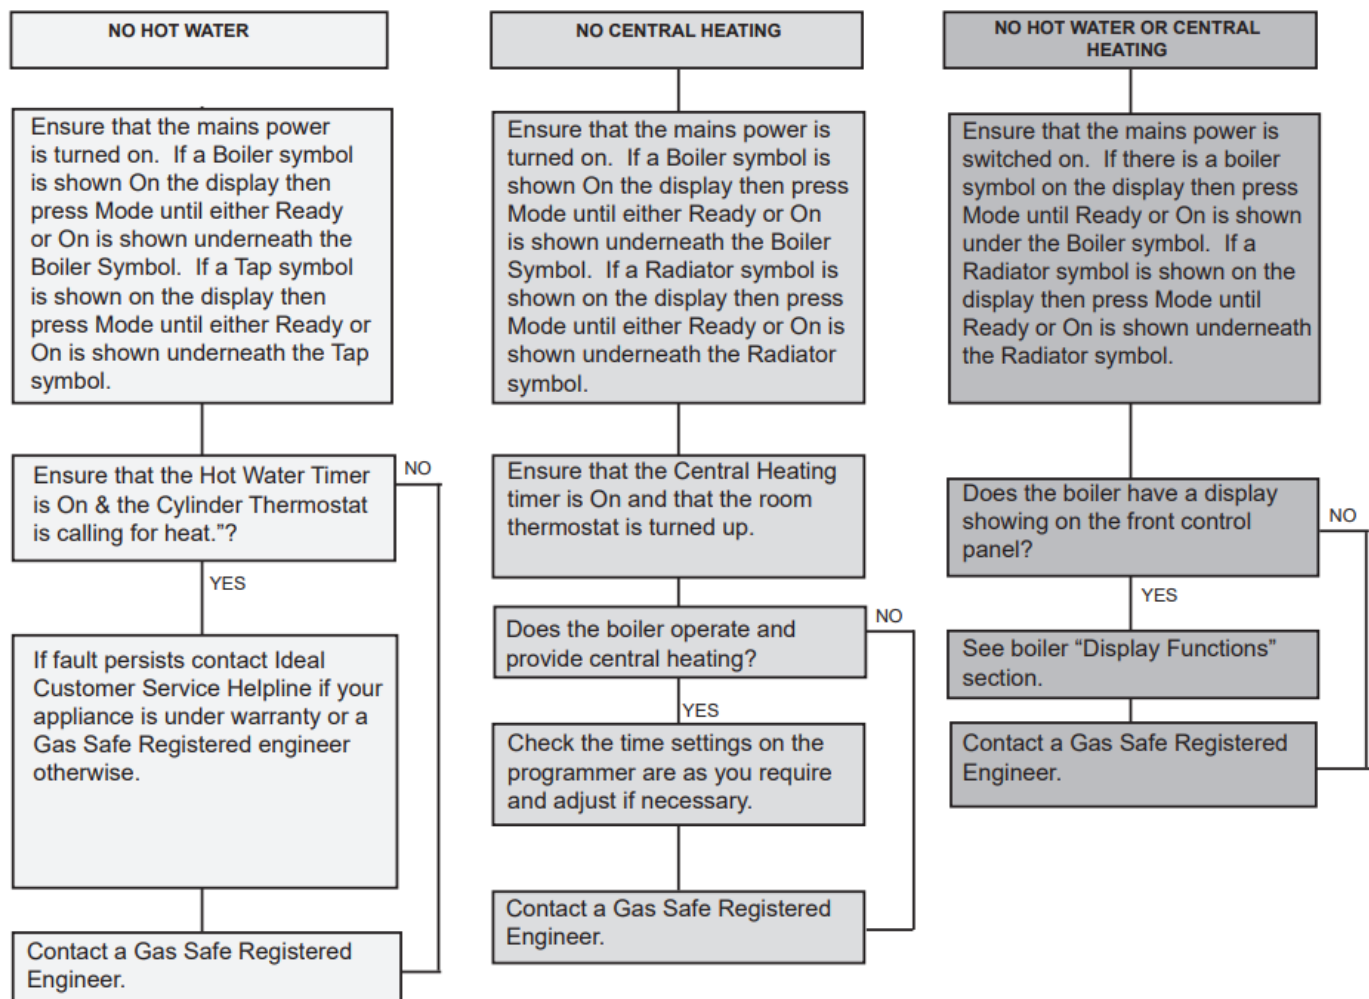 NO HOT WATER
Ensure that the mains power
is turned on.  If a Boiler symbol
is shown On the display then
press Mode until either Ready
or On is shown underneath the
Boiler Symbol.  If a Tap symbol
is shown on the display then
press Mode until either Ready or
On is shown underneath the Tap
symbol.
Ensure that the Hot Water Timer
is On & the Cylinder Thermostat
is calling for heat.”?
NO
YES
If fault persists contact Ideal
Customer Service Helpline if your
appliance is under warranty or a
Gas Safe Registered engineer
otherwise.
Contact a Gas Safe Registered
Engineer.
NO CENTRAL HEATING
Ensure that the mains power is
turned on.  If a Boiler symbol is
shown On the display then press
Mode until either Ready or On
is shown underneath the Boiler
Symbol.  If a Radiator symbol is
shown on the display then press
Mode until either Ready or On is
shown underneath the Radiator
symbol.
Ensure that the Central Heating
timer is On and that the room
thermostat is turned up.
Does the boiler operate and
provide central heating?
NO
YES
Check the time settings on the
programmer are as you require
and adjust if necessary.
Contact a Gas Safe Registered
Engineer.
NO HOT WATER OR CENTRAL
HEATING
Ensure that the mains power is
switched on.  If there is a boiler
symbol on the display then press
Mode until Ready or On is shown
under the Boiler symbol.  If a
Radiator symbol is shown on the
display then press Mode until
Ready or On is shown underneath
the Radiator symbol.
Does the boiler have a display
showing on the front control
panel?
NO
YES
See boiler “Display Functions”
section.
Contact a Gas Safe Registered
Engineer.